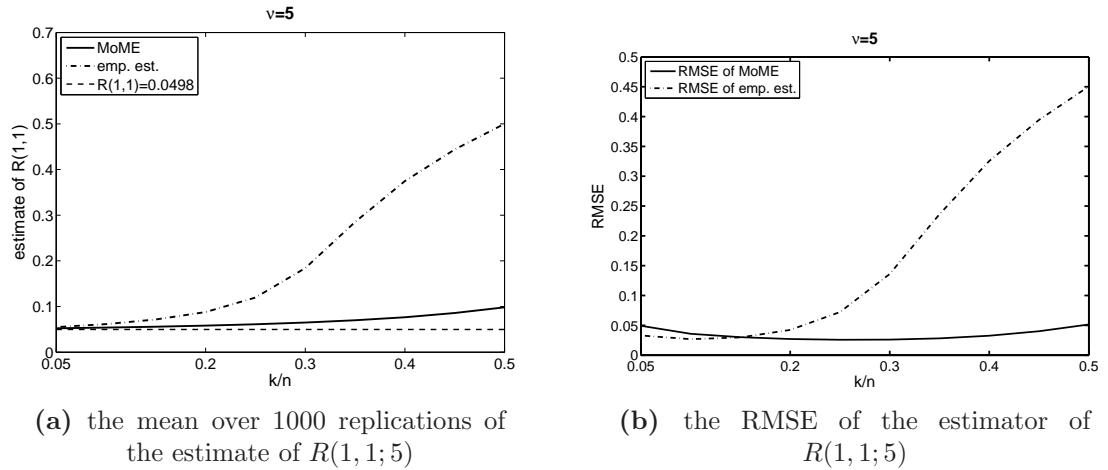 ν=5
0.7
0.6
0.5
0.4
0.3
0.2
0.1
0
estimate of R(1,1)
MoME
emp. est.
R(1,1)=0.0498
0.05 0.2 0.3 0.4 0.5
k/n
(a) the mean over 1000 replications of
the estimate of R(1, 1; 5)
ν=5
0.5
0.45
0.4
0.35
0.3
0.25
0.2
0.15
0.1
0.05
0
RMSE
RMSE of MoME
RMSE of emp. est.
0.05 0.2 0.3 0.4 0.5
k/n
(b) the RMSE of the estimator of
R(1, 1; 5)